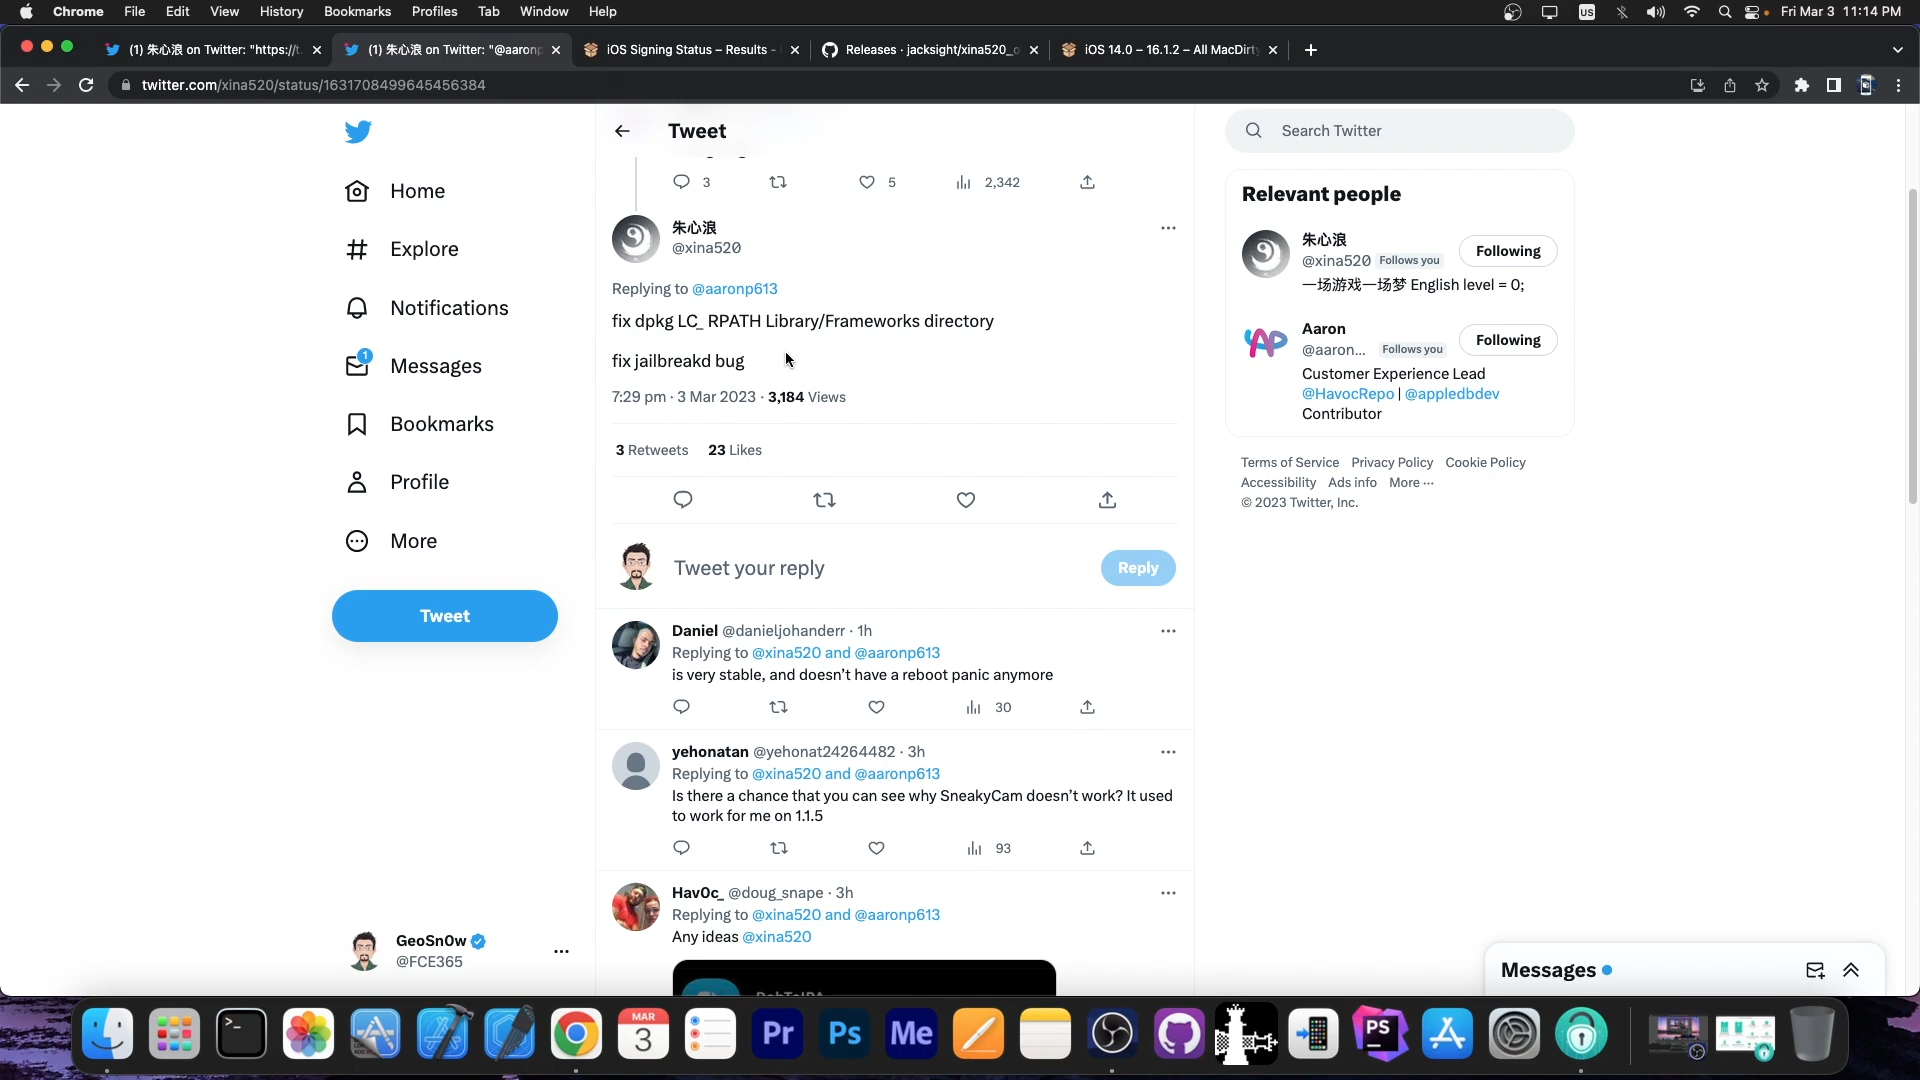 Chrome File Edit View History Bookmarks Profiles Tab Window Help US Fri Mar 3 11:14 PM
(1) 朱心浪 on Twitter: "https://t. (1) 朱心浪 on Twitter: "@aaronp iOS Signing Status – Results - Releases · jacksight/xina520_o iOS 14.0 – 16.1.2 – All MacDirty
twitter.com/xina520/status/1631708499645456384
Home
Explore
Notifications
1
Messages
Bookmarks
Profile
More
Tweet
GeoSn0w
@FCE365
Tweet
3 5 2,342
朱心浪
@xina520
Replying to @aaronp613
fix dpkg LC_ RPATH Library/Frameworks directory
fix jailbreakd bug
7:29 pm · 3 Mar 2023 · 3,184 Views
3 Retweets 23 Likes
Tweet your reply
Reply
Daniel @danieljohanderr · 1h
Replying to @xina520 and @aaronp613
is very stable, and doesn’t have a reboot panic anymore
30
yehonatan @yehonat24264482 · 3h
Replying to @xina520 and @aaronp613
Is there a chance that you can see why SneakyCam doesn’t work? It used
to work for me on 1.1.5
93
Hav0c_ @doug_snape · 3h
Replying to @xina520 and @aaronp613
Any ideas @xina520
Search Twitter
Relevant people
朱心浪
@xina520 Follows you
Following
一场游戏一场梦 English level = 0;
Aaron
@aaron... Follows you
Following
Customer Experience Lead
@HavocRepo | @appledbdev
Contributor
Terms of Service Privacy Policy Cookie Policy
Accessibility Ads info More ···
© 2023 Twitter, Inc.
Messages
MAR
3
Pr Ps Me PS